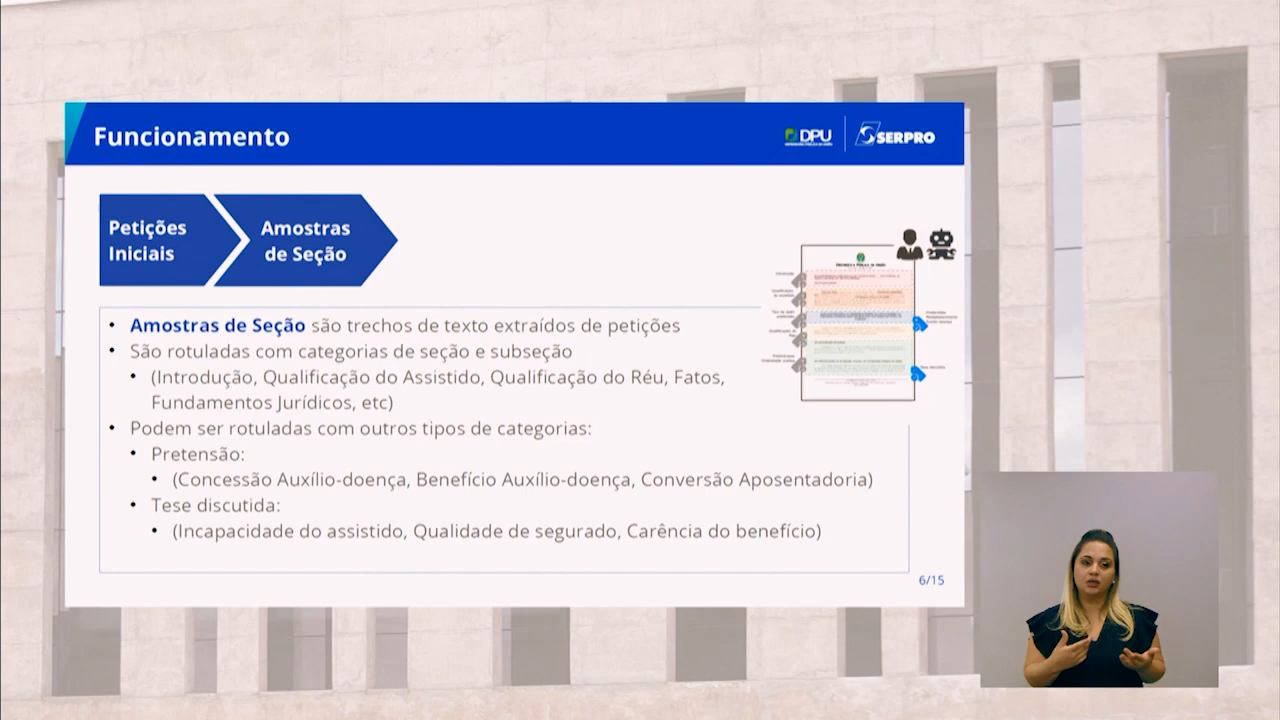 Funcionamento
DPU
SERPRO
Petições
Iniciais
Amostras
de Seção
• Amostras de Seção são trechos de texto extraídos de petições
• São rotuladas com categorias de seção e subseção
• (Introdução, Qualificação do Assistido, Qualificação do Réu, Fatos,
Fundamentos Jurídicos, etc)
• Podem ser rotuladas com outros tipos de categorias:
• Pretensão:
• (Concessão Auxílio-doença, Benefício Auxílio-doença, Conversão Aposentadoria)
• Tese discutida:
• (Incapacidade do assistido, Qualidade de segurado, Carência do benefício)
6/15